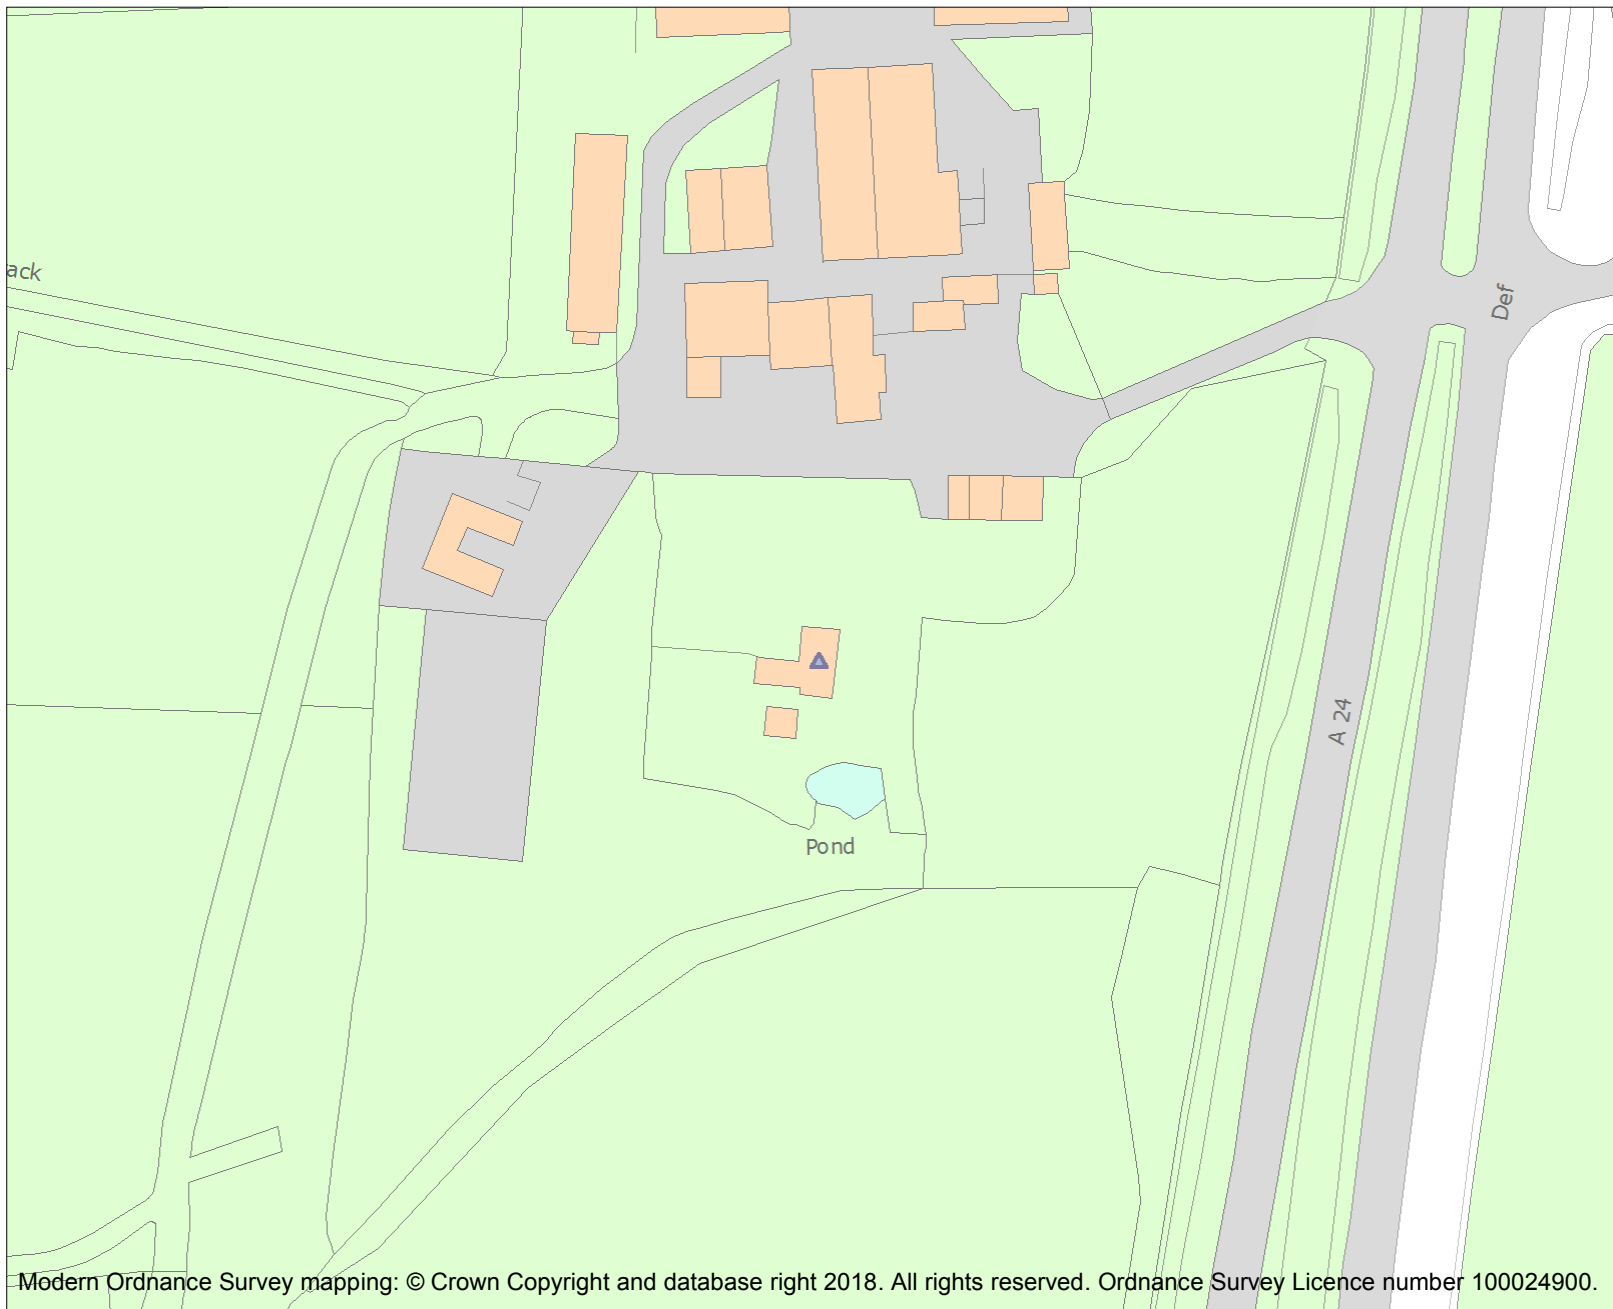 ack
Def
A 24
Pond
Modern Ordnance Survey mapping: © Crown Copyright and database right 2018. All rights reserved. Ordnance Survey Licence number 100024900.